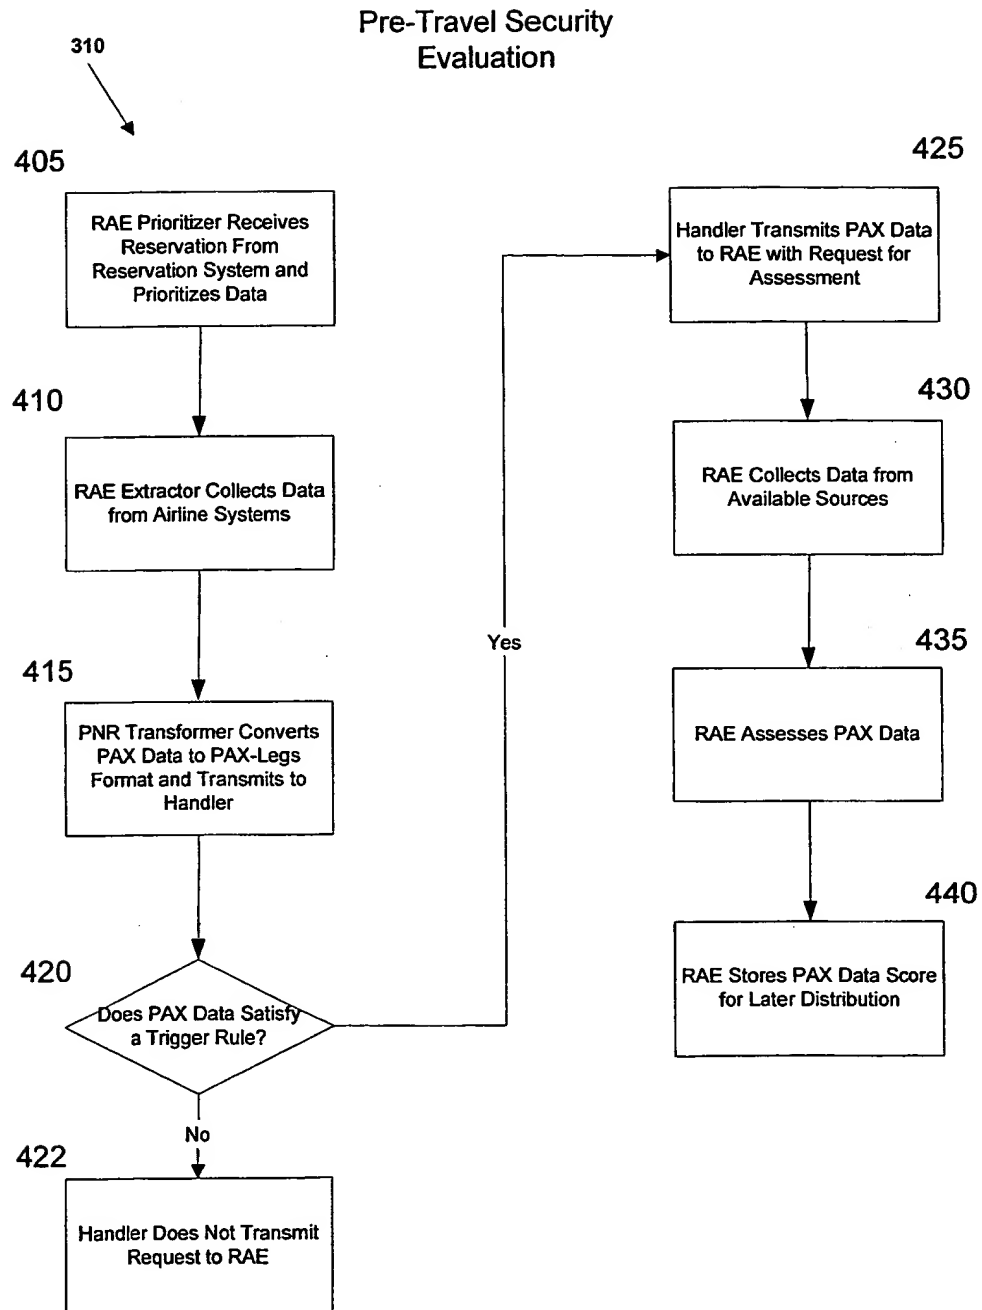 Pre-Travel Security
Evaluation
310
405
RAE Prioritizer Receives
Reservation From
Reservation System and
Prioritizes Data
410
RAE Extractor Collects Data
from Airline Systems
415
PNR Transformer Converts
PAX Data to PAX-Legs
Format and Transmits to
Handler
420
Does PAX Data Satisfy
a Trigger Rule?
No
422
Handler Does Not Transmit
Request to RAE
Yes
425
Handler Transmits PAX Data
to RAE with Request for
Assessment
430
RAE Collects Data from
Available Sources
435
RAE Assesses PAX Data
440
RAE Stores PAX Data Score
for Later Distribution